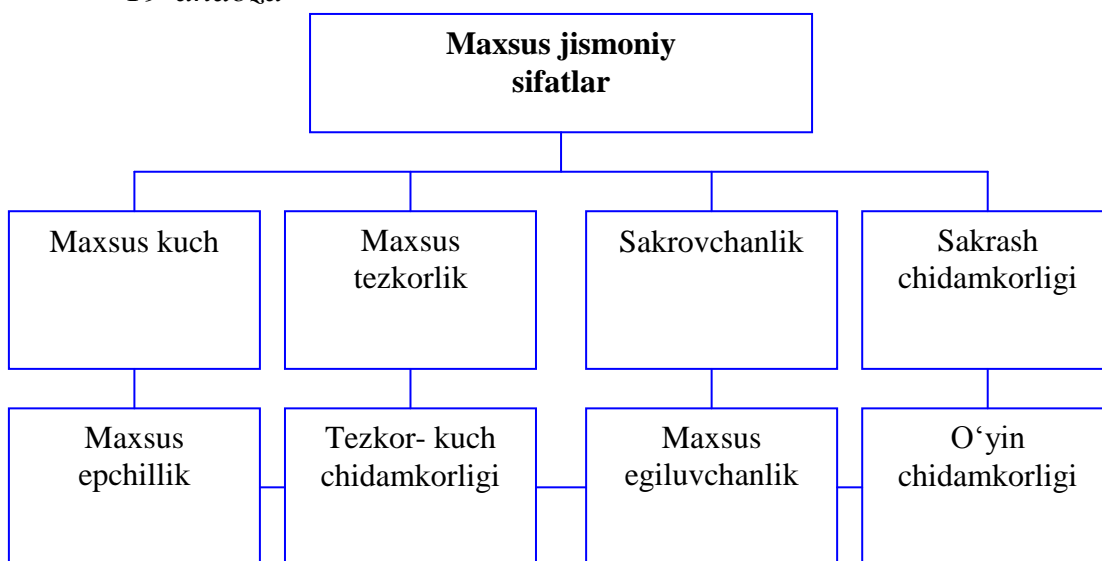 19-andoza
Maxsus jismoniy
sifatlar
Maxsus kuch
Maxsus
tezkorlik
Sakrovchanlik
Sakrash
chidamkorligi
Maxsus
epchillik
Tezkor- kuch
chidamkorligi
Maxsus
egiluvchanlik
O‘yin
chidamkorligi